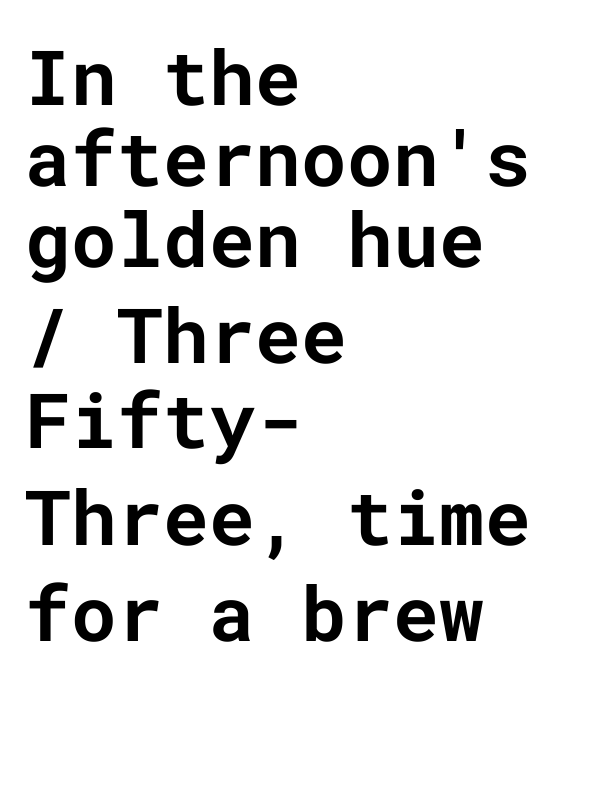 In the
afternoon's
golden hue
/ Three
Fifty-
Three, time
for a brew